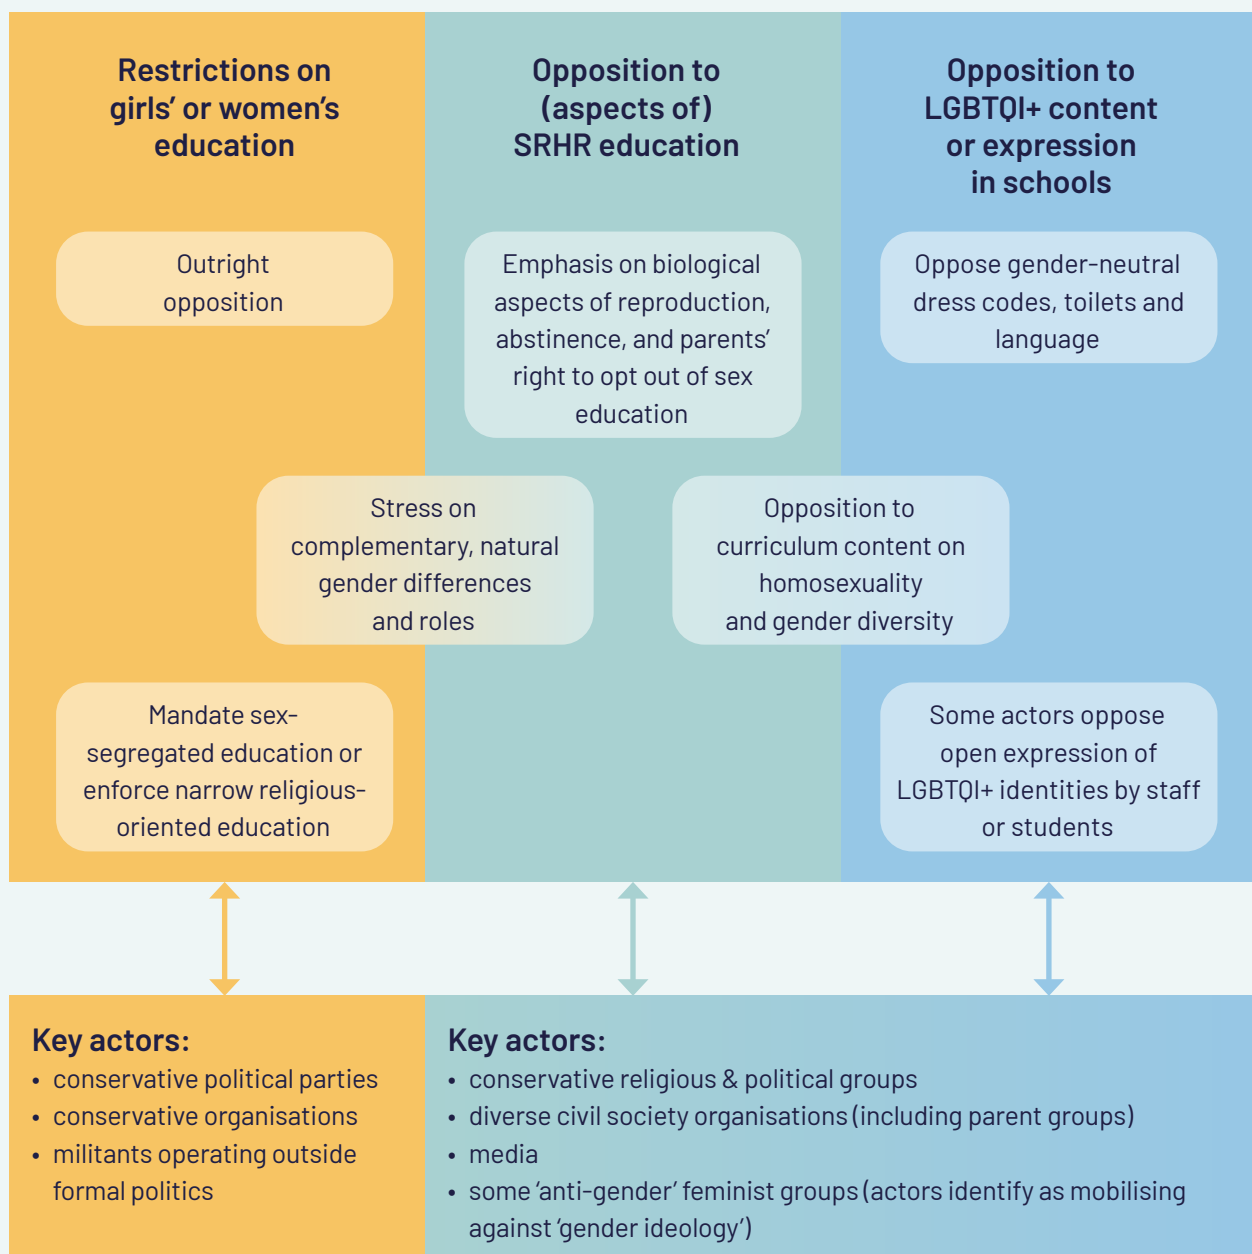 Restrictions on
girls’ or women’s
education
Opposition to
(aspects of)
SRHR education
Opposition to
LGBTQI+ content
or expression
in schools
Outright
opposition
Emphasis on biological
aspects of reproduction,
abstinence, and parents’
right to opt out of sex
education
Oppose gender-neutral
dress codes, toilets and
language
Stress on
complementary, natural
gender differences
and roles
Opposition to
curriculum content on
homosexuality
and gender diversity
Mandate sex-
segregated education or
enforce narrow religious-
oriented education
Some actors oppose
open expression of
LGBTQI+ identities by staff
or students
Key actors:
• conservative political parties
• conservative organisations
• militants operating outside
formal politics
Key actors:
• conservative religious & political groups
• diverse civil society organisations (including parent groups)
• media
• some ‘anti-gender’ feminist groups (actors identify as mobilising
against ‘gender ideology’)